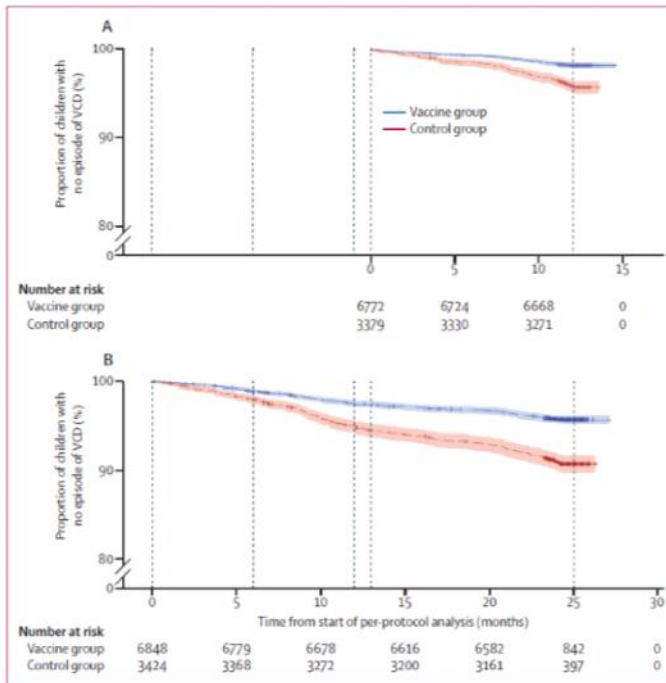 A
Proportion of children with
no episode of VCD (%)
100
90
80
0
Vaccine group
Control group
0 5 10 15
Number at risk
Vaccine group 6772 6724 6668 0
Control group 3379 3330 3271 0
B
Proportion of children with
no episode of VCD (%)
100
90
80
0
0 5 10 15 20 25 30
Time from start of per-protocol analysis (months)
Number at risk
Vaccine group 6848 6779 6678 6616 6582 842 0
Control group 3424 3368 3272 3200 3161 397 0